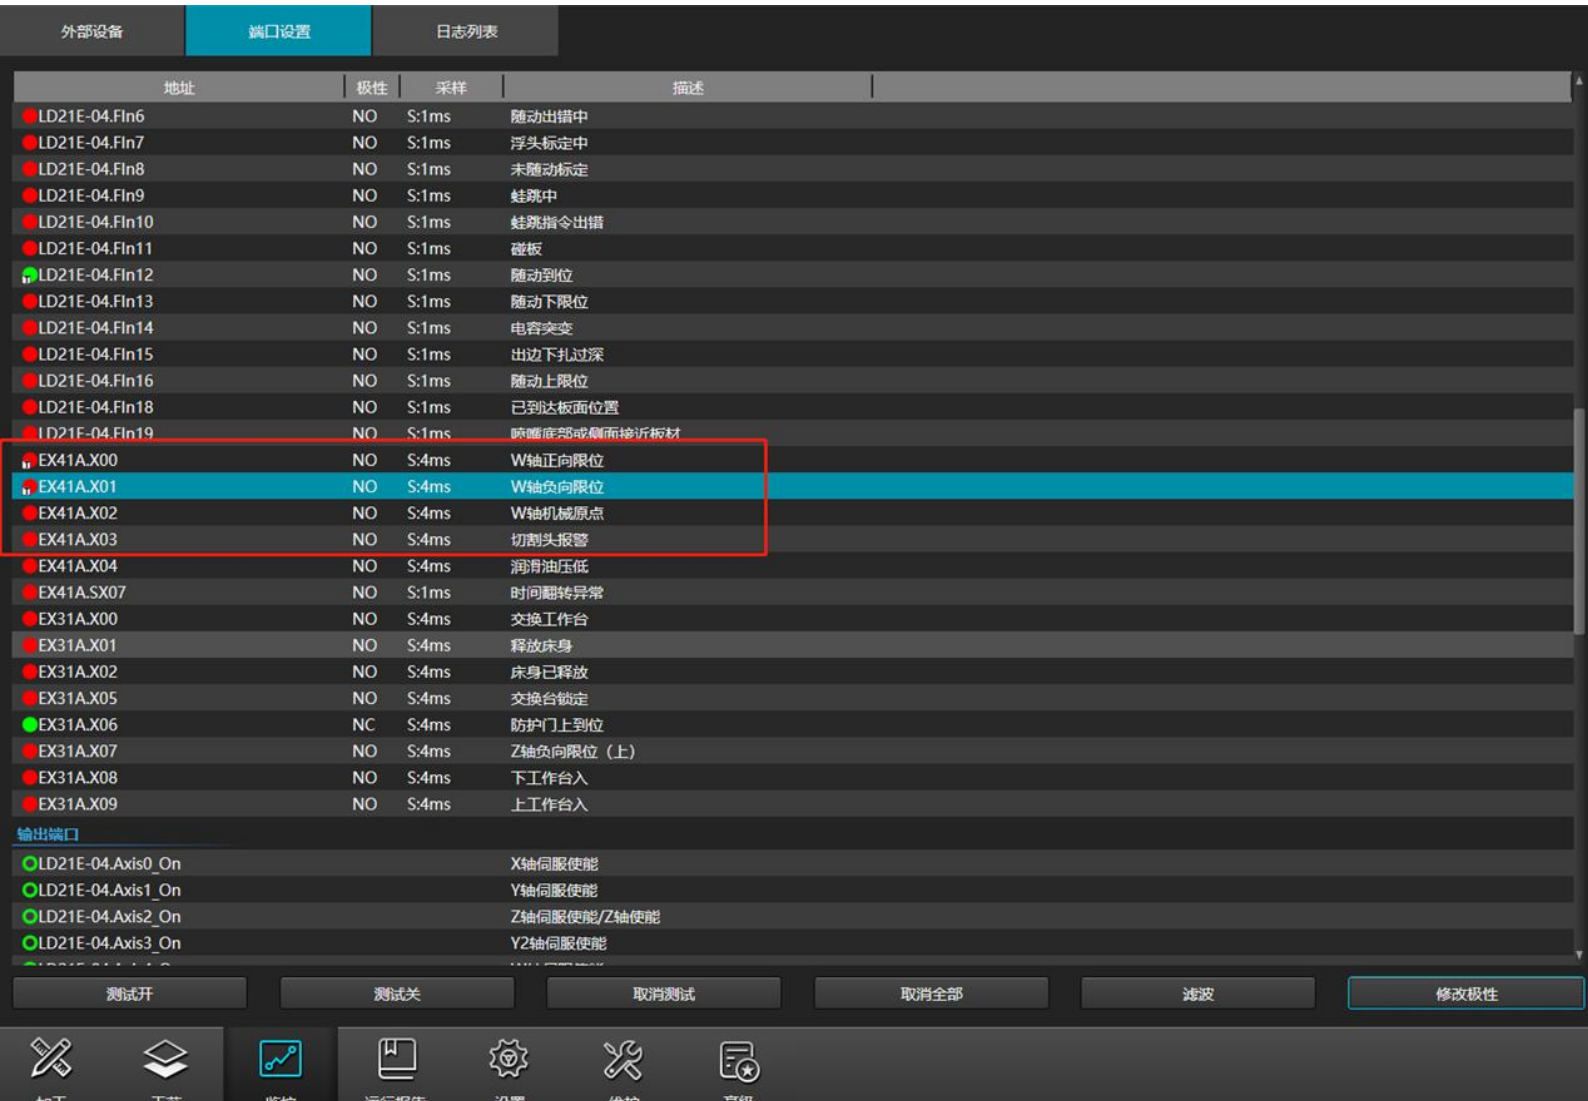 外部设备 端口设置 日志列表
地址 极性 采样 描述
LD21E-04.FIn6 NO S:1ms 随动出错中
LD21E-04.FIn7 NO S:1ms 浮头标定中
LD21E-04.FIn8 NO S:1ms 未随动标定
LD21E-04.FIn9 NO S:1ms 蛙跳中
LD21E-04.FIn10 NO S:1ms 蛙跳指令出错
LD21E-04.FIn11 NO S:1ms 碰板
LD21E-04.FIn12 NO S:1ms 随动到位
LD21E-04.FIn13 NO S:1ms 随动下限位
LD21E-04.FIn14 NO S:1ms 电容突变
LD21E-04.FIn15 NO S:1ms 出边下扎过深
LD21E-04.FIn16 NO S:1ms 随动上限位
LD21E-04.FIn18 NO S:1ms 已到达板面位置
LD21E-04.FIn19 NO S:1ms 喷嘴底部或侧面接近板材
EX41A.X00 NO S:4ms W轴正向限位
EX41A.X01 NO S:4ms W轴负向限位
EX41A.X02 NO S:4ms W轴机械原点
EX41A.X03 NO S:4ms 切割头报警
EX41A.X04 NO S:4ms 润滑油压低
EX41A.SX07 NO S:1ms 时间翻转异常
EX31A.X00 NO S:4ms 交换工作台
EX31A.X01 NO S:4ms 释放床身
EX31A.X02 NO S:4ms 床身已释放
EX31A.X05 NO S:4ms 交换台锁定
EX31A.X06 NC S:4ms 防护门上到位
EX31A.X07 NO S:4ms Z轴负向限位（上）
EX31A.X08 NO S:4ms 下工作台入
EX31A.X09 NO S:4ms 上工作台入
输出端口
LD21E-04.Axis0_On X轴伺服使能
LD21E-04.Axis1_On Y轴伺服使能
LD21E-04.Axis2_On Z轴伺服使能/Z轴使能
LD21E-04.Axis3_On Y2轴伺服使能
测试开 测试关 取消测试 取消全部 滤波 修改极性